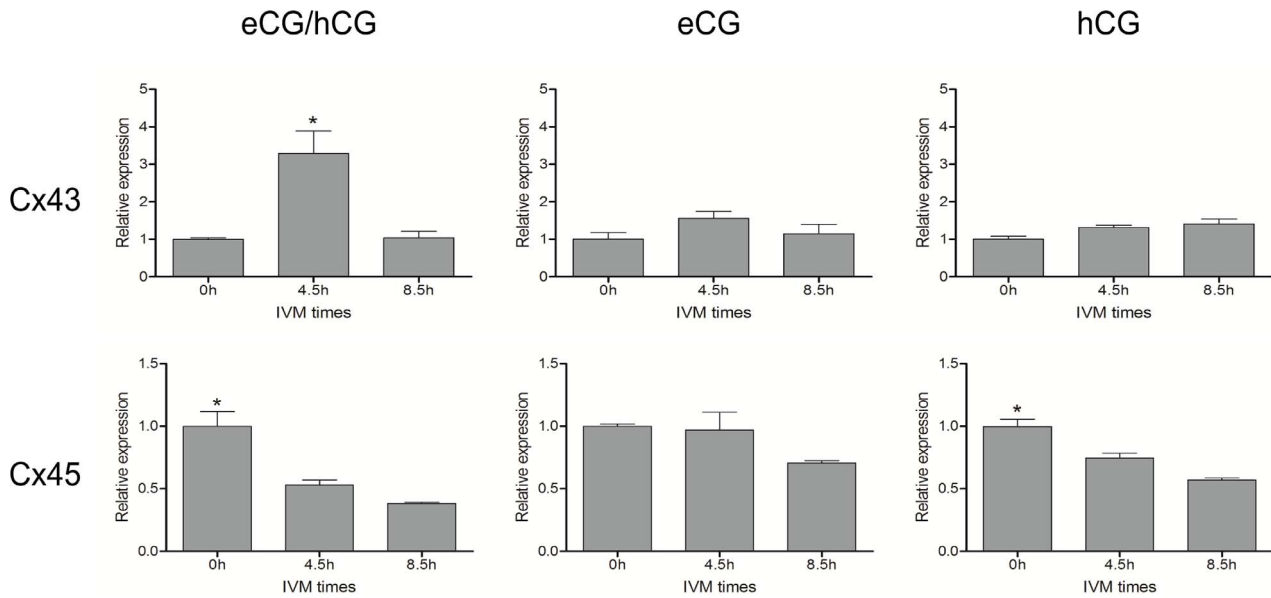 eCG/hCG eCG hCG
Cx43
Relative expression
5
4
3
2
1
0
*
0h 4.5h 8.5h
IVM times
Relative expression
5
4
3
2
1
0
0h 4.5h 8.5h
IVM times
Relative expression
5
4
3
2
1
0
0h 4.5h 8.5h
IVM times
Cx45
Relative expression
1.5
1.0
0.5
0.0
*
0h 4.5h 8.5h
IVM times
Relative expression
1.5
1.0
0.5
0.0
0h 4.5h 8.5h
IVM times
Relative expression
1.5
1.0
0.5
0.0
*
0h 4.5h 8.5h
IVM times